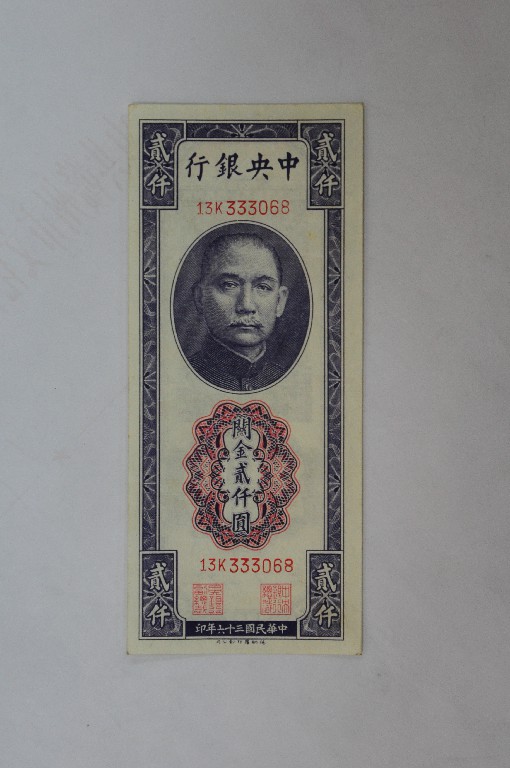 貳仟 貳仟
中央銀行
13K333068
關金貳仟圓
13K333068
貳仟 貳仟
中華民國三十六年印